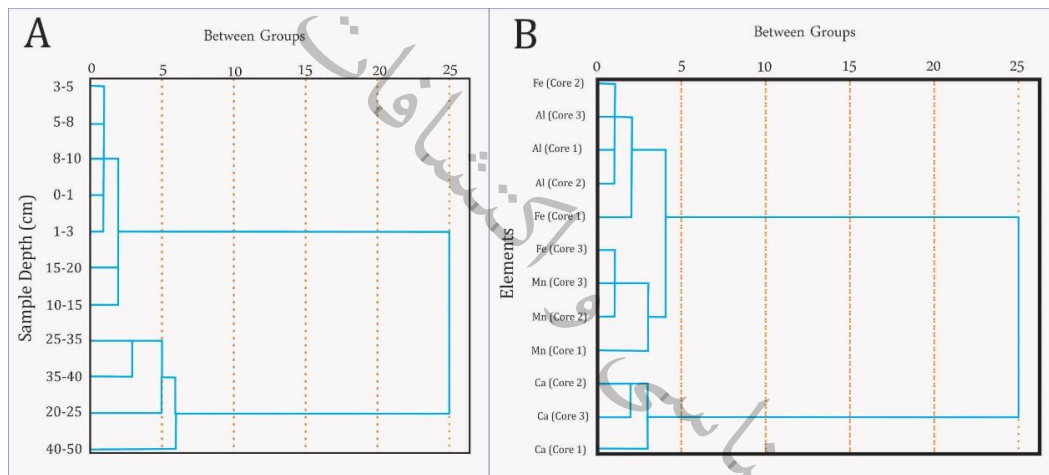 A
Between Groups
0 5 10 15 20 25
Sample Depth (cm)
3-5
5-8
8-10
0-1
1-3
15-20
10-15
25-35
35-40
20-25
40-50
B
Between Groups
0 5 10 15 20 25
Elements
Fe (Core 2)
Al (Core 3)
Al (Core 1)
Al (Core 2)
Fe (Core 1)
Fe (Core 3)
Mn (Core 3)
Mn (Core 2)
Mn (Core 1)
Ca (Core 2)
Ca (Core 3)
Ca (Core 1)
و اکتشافات